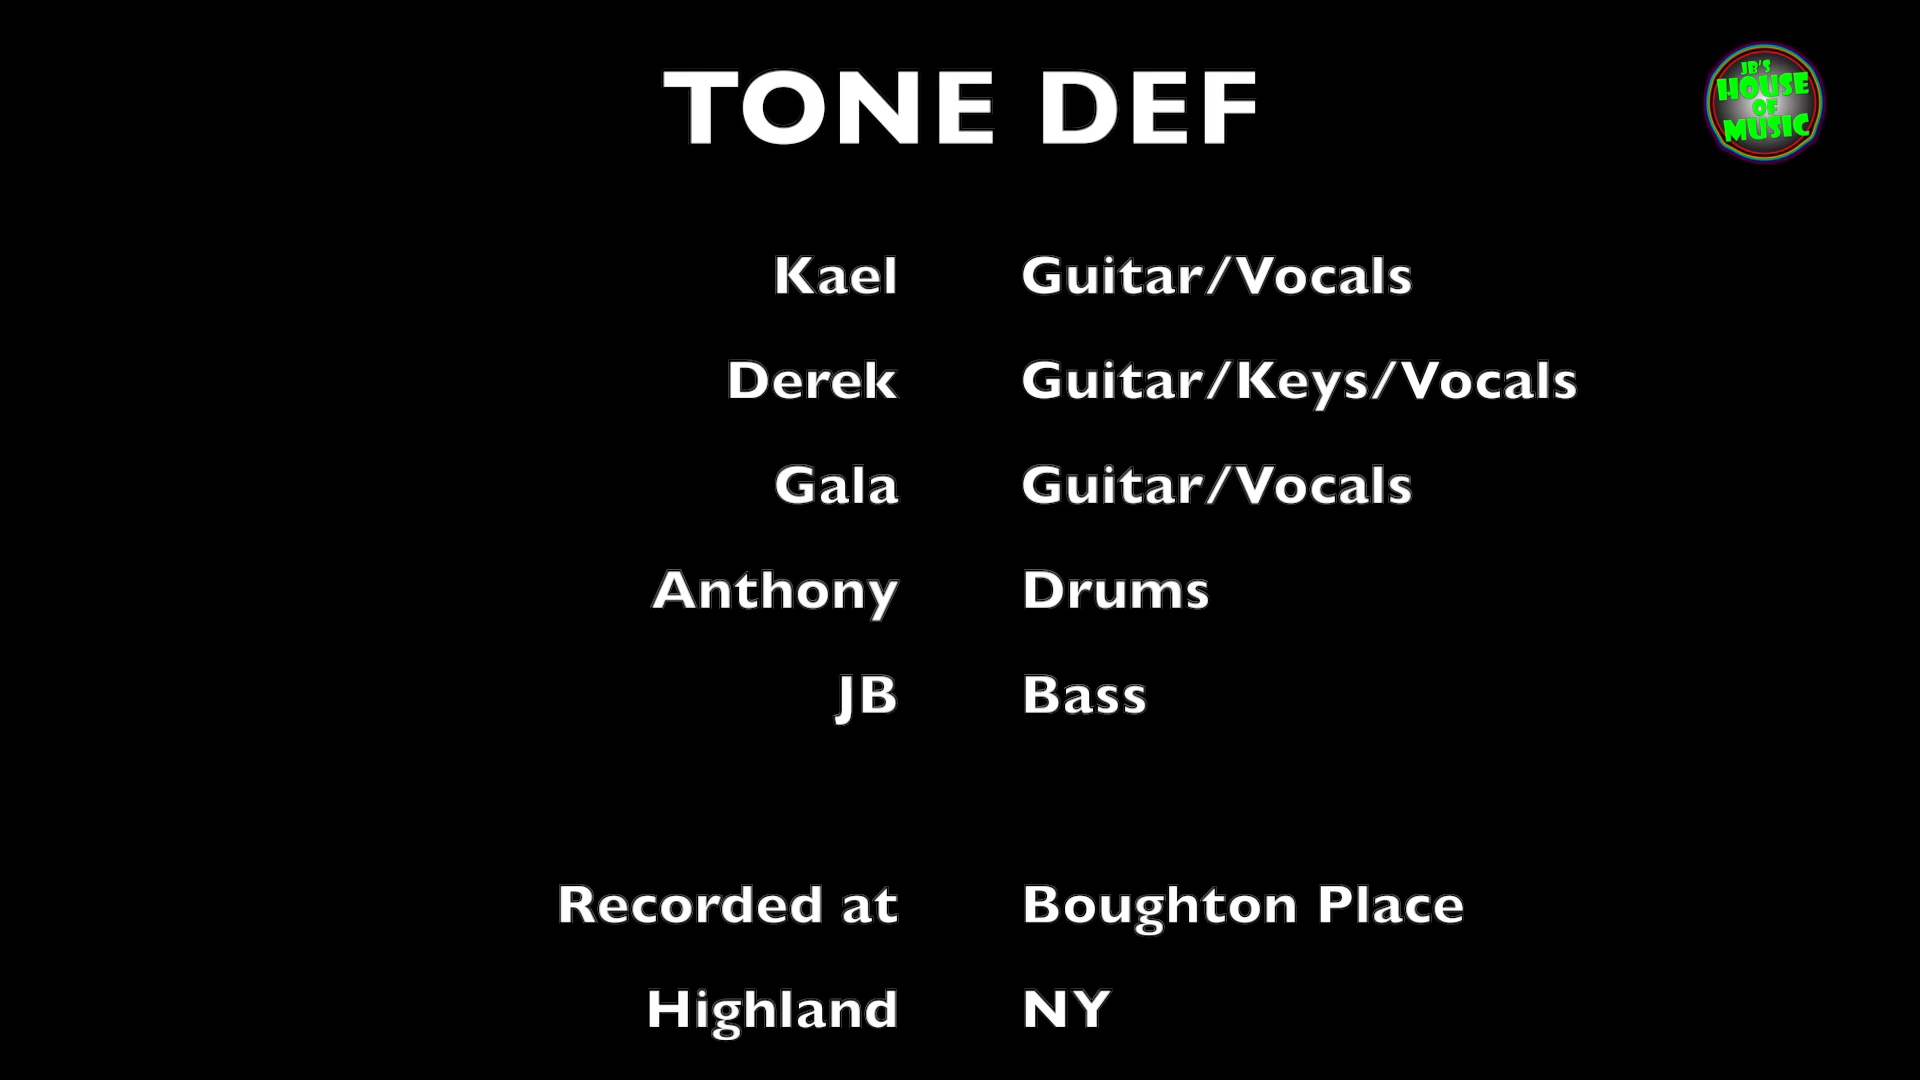 TONE DEF
JB'S
HOUSE
OF
MUSIC
Kael Guitar/Vocals
Derek Guitar/Keys/Vocals
Gala Guitar/Vocals
Anthony Drums
JB Bass
Recorded at Boughton Place
Highland NY